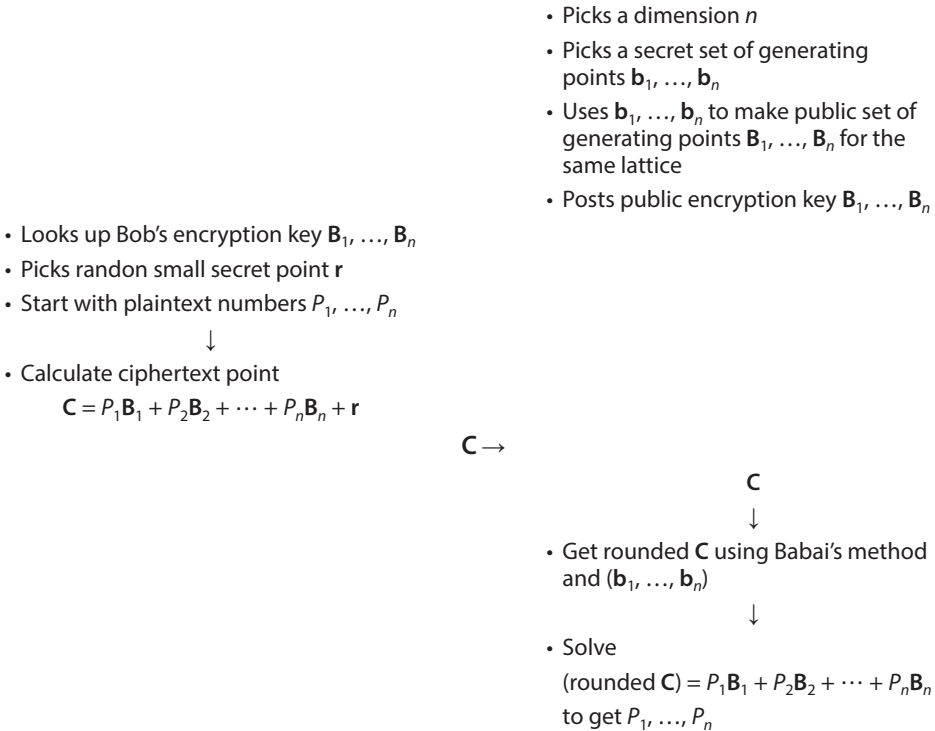 • Picks a dimension n
• Picks a secret set of generating
points b₁, …, bₙ
• Uses b₁, …, bₙ to make public set of
generating points B₁, …, Bₙ for the
same lattice
• Posts public encryption key B₁, …, Bₙ
• Looks up Bob’s encryption key B₁, …, Bₙ
• Picks randon small secret point r
• Start with plaintext numbers P₁, …, Pₙ
↓
• Calculate ciphertext point
C = P₁B₁ + P₂B₂ + ⋯ + PₙBₙ + r
C →
C
↓
• Get rounded C using Babai’s method
and (b₁, …, bₙ)
↓
• Solve
(rounded C) = P₁B₁ + P₂B₂ + ⋯ + PₙBₙ
to get P₁, …, Pₙ